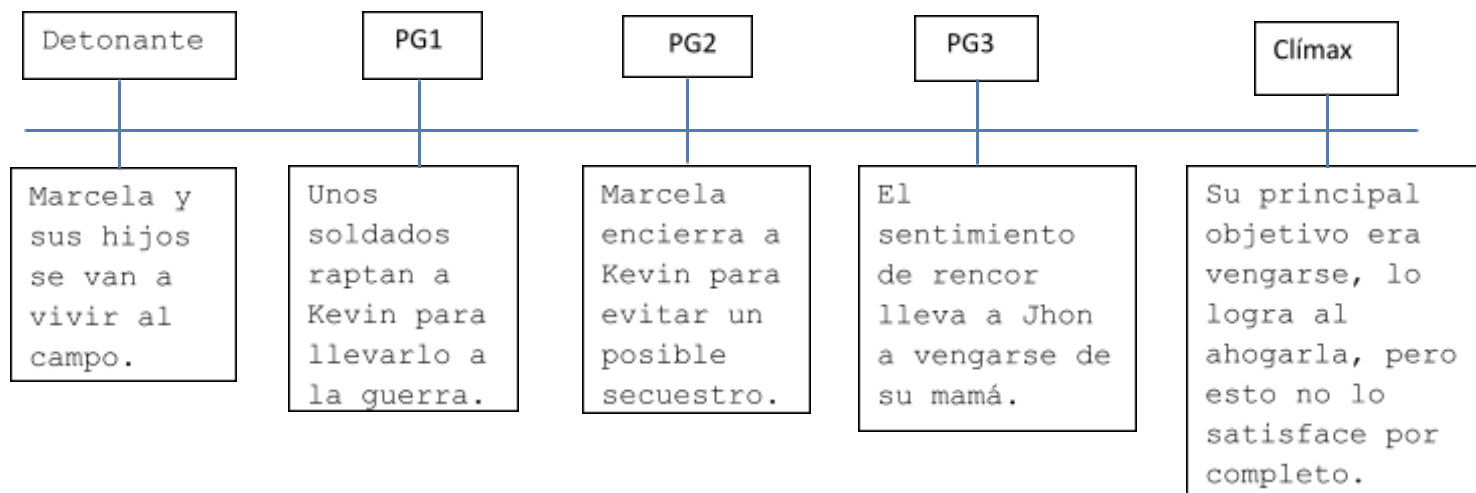 Detonante
PG1
PG2
PG3
Clímax
Marcela y
sus hijos
se van a
vivir al
campo.
Unos
soldados
raptan a
Kevin para
llevarlo a
la guerra.
Marcela
encierra a
Kevin para
evitar un
posible
secuestro.
El
sentimiento
de rencor
lleva a Jhon
a vengarse de
su mamá.
Su principal
objetivo era
vengarse, lo
logra al
ahogarla, pero
esto no lo
satisface por
completo.